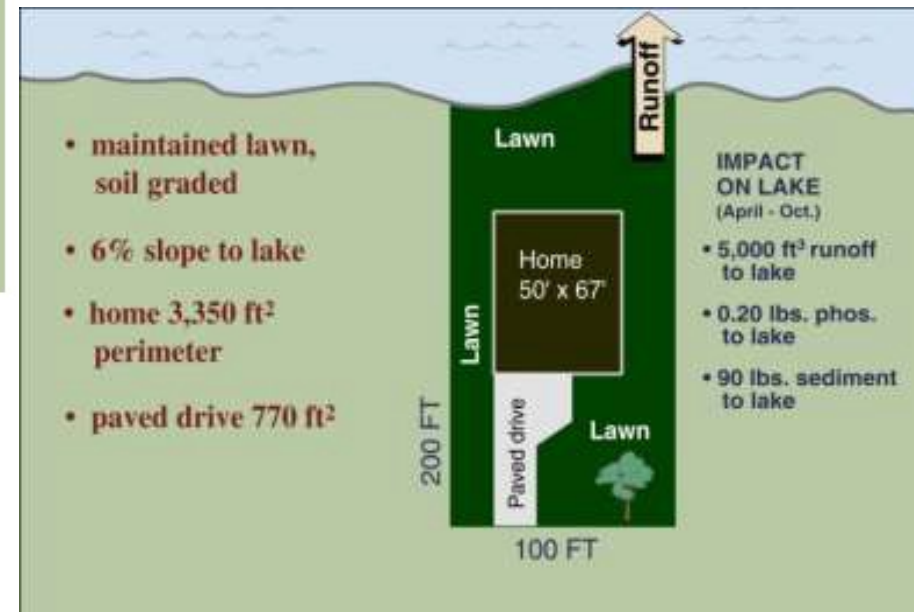 Runoff
• maintained lawn,
soil graded
• 6% slope to lake
• home 3,350 ft²
perimeter
• paved drive 770 ft²
Lawn
Home
50' x 67'
Lawn
Paved drive
Lawn
200 FT
100 FT
IMPACT
ON LAKE
(April - Oct.)
• 5,000 ft³ runoff
to lake
• 0.20 lbs. phos.
to lake
• 90 lbs. sediment
to lake